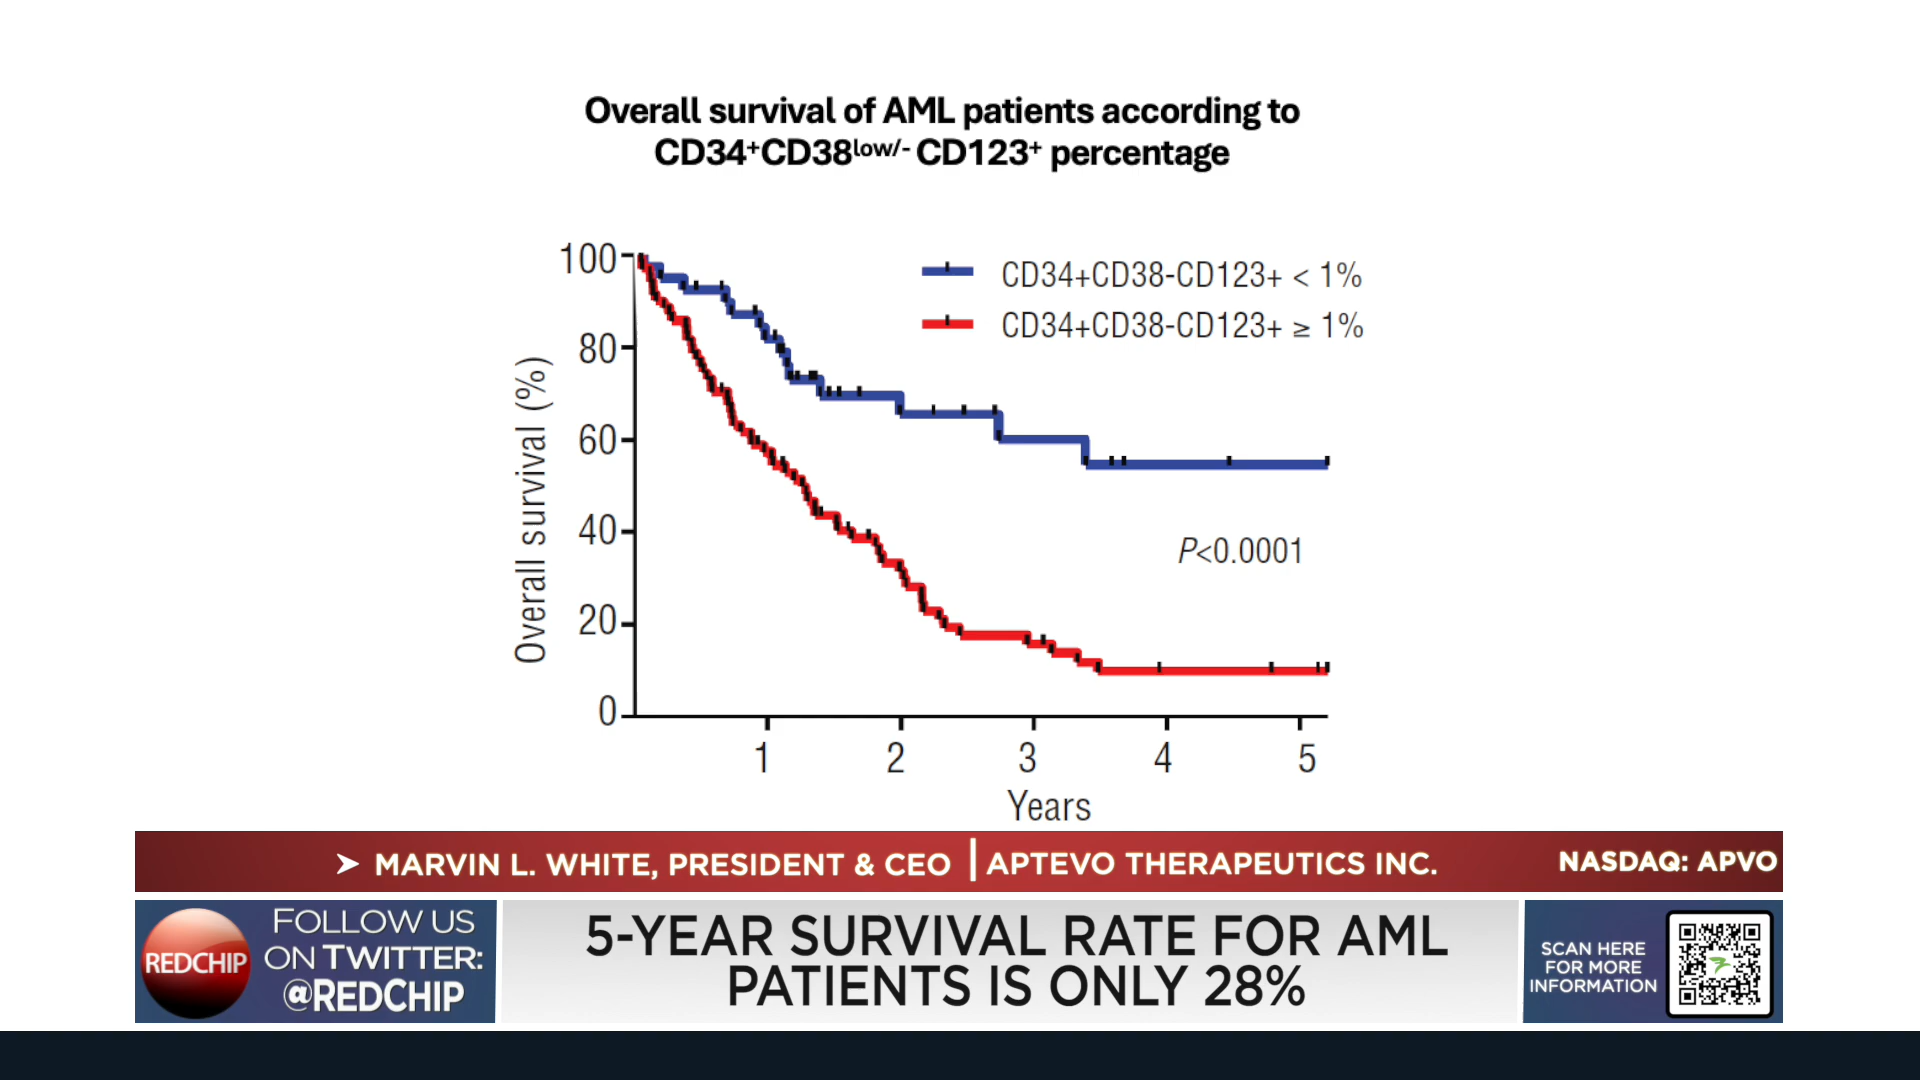 Overall survival of AML patients according to
CD34+CD38low/- CD123+ percentage
100
80
60
40
20
0
Overall survival (%)
CD34+CD38-CD123+ < 1%
CD34+CD38-CD123+ ≥ 1%
P<0.0001
1 2 3 4 5
Years
MARVIN L. WHITE, PRESIDENT & CEO | APTEVO THERAPEUTICS INC.
NASDAQ: APVO
REDCHIP
FOLLOW US
ON TWITTER:
@REDCHIP
5-YEAR SURVIVAL RATE FOR AML
PATIENTS IS ONLY 28%
SCAN HERE
FOR MORE
INFORMATION